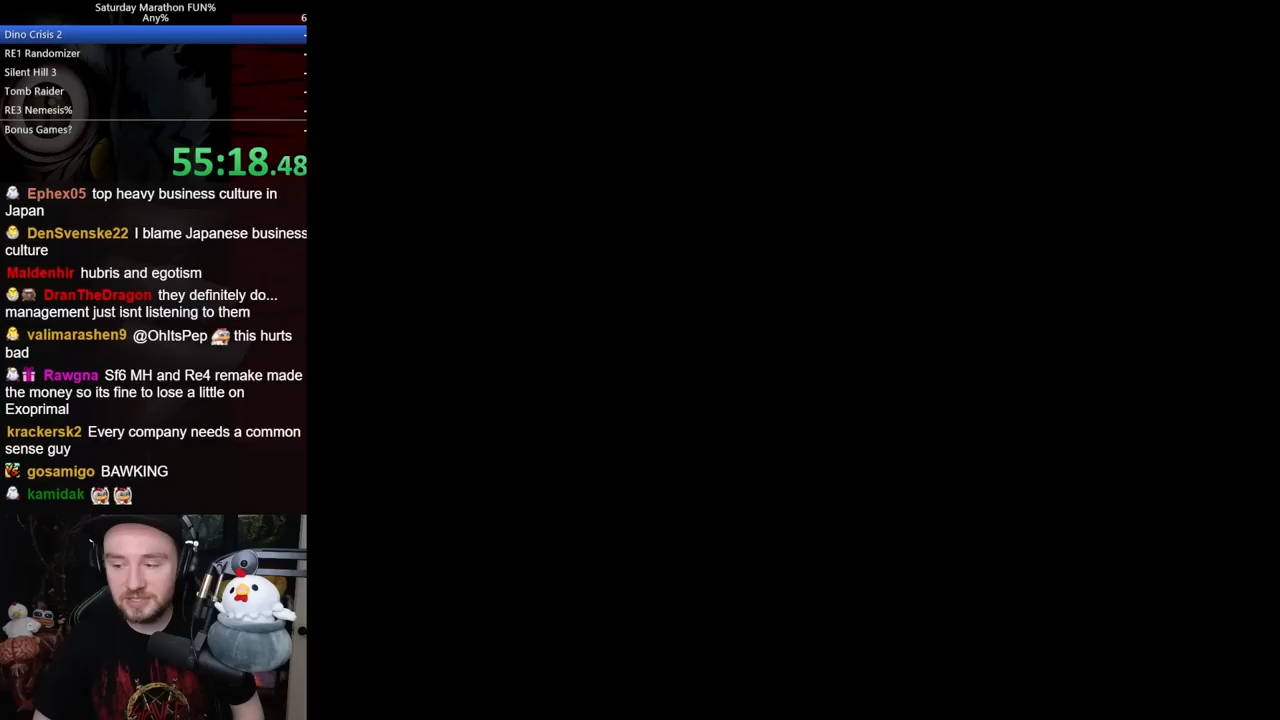 Saturday Marathon FUN%
Any% 6
Dino Crisis 2 -
RE1 Randomizer -
Silent Hill 3 -
Tomb Raider -
RE3 Nemesis% -
Bonus Games? -
55:18.48
Ephex05 top heavy business culture in
Japan
DenSvenske22 I blame Japanese business
culture
Maldenhir hubris and egotism
DranTheDragon they definitely do...
management just isnt listening to them
valimarashen9 @OhItsPep this hurts
bad
Rawgna Sf6 MH and Re4 remake made
the money so its fine to lose a little on
Exoprimal
krackersk2 Every company needs a common
sense guy
gosamigo BAWKING
kamidak